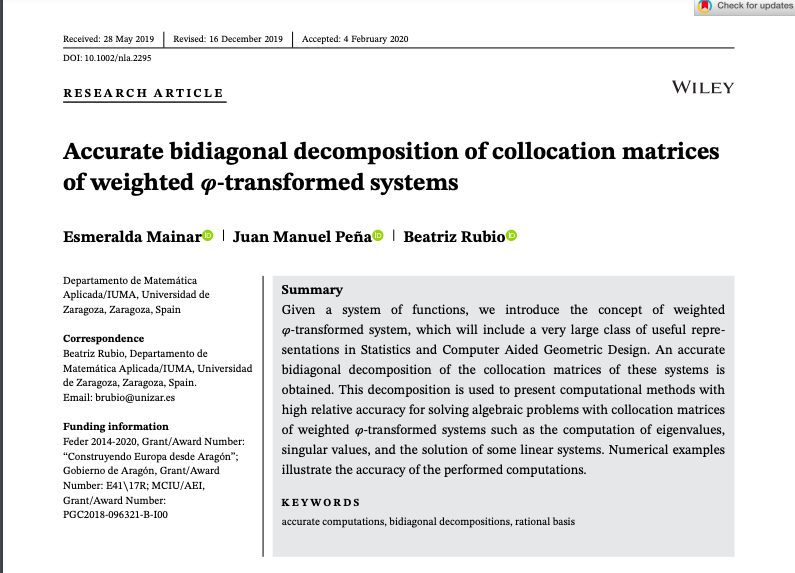 Check for updates
Received: 28 May 2019 Revised: 16 December 2019 Accepted: 4 February 2020
DOI: 10.1002/nla.2295
RESEARCH ARTICLE
WILEY
Accurate bidiagonal decomposition of collocation matrices
of weighted φ-transformed systems
Esmeralda Mainar | Juan Manuel Peña | Beatriz Rubio
Departamento de Matemática
Aplicada/IUMA, Universidad de
Zaragoza, Zaragoza, Spain
Correspondence
Beatriz Rubio, Departamento de
Matemática Aplicada/IUMA, Universidad
de Zaragoza, Zaragoza, Spain.
Email: brubio@unizar.es
Funding information
Feder 2014-2020, Grant/Award Number:
“Construyendo Europa desde Aragón”;
Gobierno de Aragón, Grant/Award
Number: E41\17R; MCIU/AEI,
Grant/Award Number:
PGC2018-096321-B-I00
Summary
Given a system of functions, we introduce the concept of weighted
φ-transformed system, which will include a very large class of useful repre-
sentations in Statistics and Computer Aided Geometric Design. An accurate
bidiagonal decomposition of the collocation matrices of these systems is
obtained. This decomposition is used to present computational methods with
high relative accuracy for solving algebraic problems with collocation matrices
of weighted φ-transformed systems such as the computation of eigenvalues,
singular values, and the solution of some linear systems. Numerical examples
illustrate the accuracy of the performed computations.
KEYWORDS
accurate computations, bidiagonal decompositions, rational basis